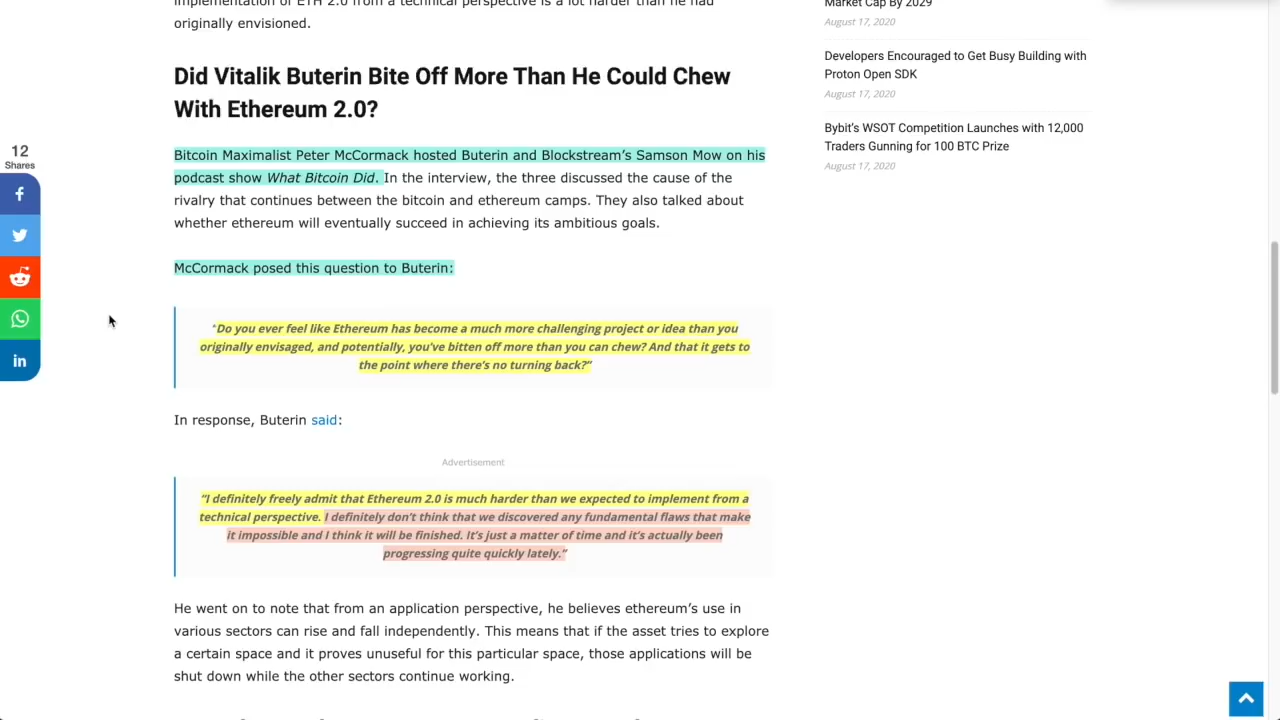 implementation of ETH 2.0 from a technical perspective is a lot harder than he had
originally envisioned.
Did Vitalik Buterin Bite Off More Than He Could Chew
With Ethereum 2.0?
Bitcoin Maximalist Peter McCormack hosted Buterin and Blockstream's Samson Mow on his
podcast show What Bitcoin Did. In the interview, the three discussed the cause of the
rivalry that continues between the bitcoin and ethereum camps. They also talked about
whether ethereum will eventually succeed in achieving its ambitious goals.
McCormack posed this question to Buterin:
"Do you ever feel like Ethereum has become a much more challenging project or idea than you
originally envisaged, and potentially, you've bitten off more than you can chew? And that it gets to
the point where there's no turning back?"
In response, Buterin said:
Advertisement
"I definitely freely admit that Ethereum 2.0 is much harder than we expected to implement from a
technical perspective. I definitely don't think that we discovered any fundamental flaws that make
it impossible and I think it will be finished. It's just a matter of time and it's actually been
progressing quite quickly lately."
He went on to note that from an application perspective, he believes ethereum's use in
various sectors can rise and fall independently. This means that if the asset tries to explore
a certain space and it proves unuseful for this particular space, those applications will be
shut down while the other sectors continue working.
12
Shares
Market Cap By 2029
August 17, 2020
Developers Encouraged to Get Busy Building with
Proton Open SDK
August 17, 2020
Bybit's WSOT Competition Launches with 12,000
Traders Gunning for 100 BTC Prize
August 17, 2020